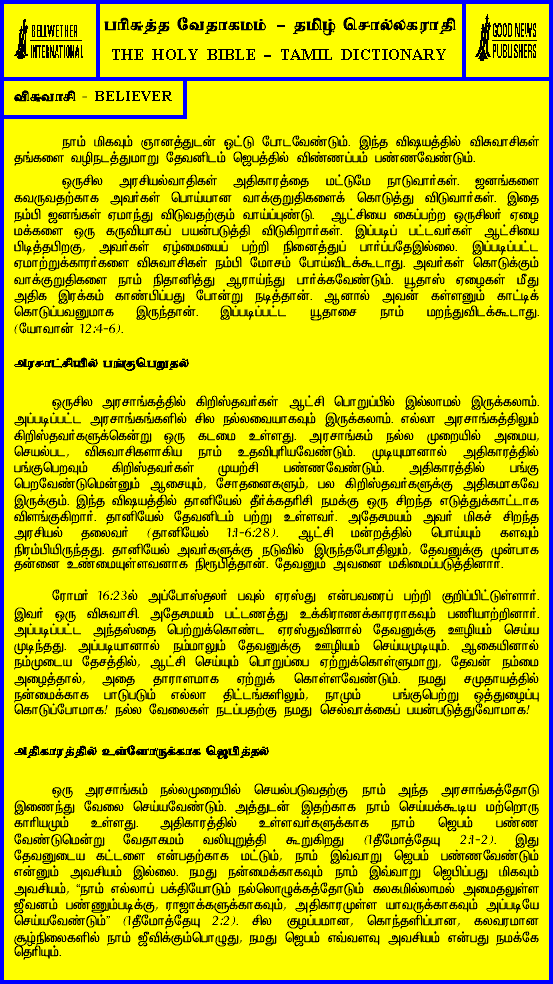 BELLWETHER
INTERNATIONAL
பரிசுத்த வேதாகமம் – தமிழ் சொல்லகராதி
THE HOLY BIBLE – TAMIL DICTIONARY
GOOD NEWS
PUBLISHERS
விசுவாசி - BELIEVER
நாம் மிகவும் ஞானத்துடன் ஓட்டு போடவேண்டும். இந்த விஷயத்தில் விசுவாசிகள்
தங்களை வழிநடத்துமாறு தேவனிடம் ஜெபத்தில் விண்ணப்பம் பண்ணவேண்டும்.
ஒருசில அரசியல்வாதிகள் அதிகாரத்தை மட்டுமே நாடுவார்கள். ஜனங்களை
கவருவதற்காக அவர்கள் பொய்யான வாக்குறுதிகளைக் கொடுத்து விடுவார்கள். இதை
நம்பி ஜனங்கள் ஏமாந்து விடுவதற்கும் வாய்ப்புண்டு. ஆட்சியை கைப்பற்ற ஒருசிலர் ஏழை
மக்களை ஒரு கருவியாகப் பயன்படுத்தி விடுகிறார்கள். இப்படிப் பட்டவர்கள் ஆட்சியை
பிடித்தபிறகு, அவர்கள் ஏழ்மையைப் பற்றி நினைத்துப் பார்ப்பதேஇல்லை. இப்படிப்பட்ட
ஏமாற்றுக்காரர்களை விசுவாசிகள் நம்பி மோசம் போய்விடக்கூடாது. அவர்கள் கொடுக்கும்
வாக்குறுதிகளை நாம் நிதானித்து ஆராய்ந்து பார்க்கவேண்டும். யூதாஸ் ஏழைகள் மீது
அதிக இரக்கம் காண்பிப்பது போன்று நடித்தான். ஆனால் அவன் கள்ளனும் காட்டிக்
கொடுப்பவனுமாக இருந்தான். இப்படிப்பட்ட யூதாசை நாம் மறந்துவிடக்கூடாது.
(யோவான் 12:4-6).
அரசாட்சியில் பங்குபெறுதல்
ஒருசில அரசாங்கத்தில் கிறிஸ்தவர்கள் ஆட்சி பொறுப்பில் இல்லாமல் இருக்கலாம்.
அப்படிப்பட்ட அரசாங்கங்களில் சில நல்லவையாகவும் இருக்கலாம். எல்லா அரசாங்கத்திலும்
கிறிஸ்தவர்களுக்கென்று ஒரு கடமை உள்ளது. அரசாங்கம் நல்ல முறையில் அமைய,
செயல்பட, விசுவாசிகளாகிய நாம் உதவிபுரியவேண்டும். முடியுமானால் அதிகாரத்தில்
பங்குபெறவும் கிறிஸ்தவர்கள் முயற்சி பண்ணவேண்டும். அதிகாரத்தில் பங்கு
பெறவேண்டுமென்னும் ஆசையும், சோதனைகளும், பல கிறிஸ்தவர்களுக்கு அதிகமாகவே
இருக்கும். இந்த விஷயத்தில் தானியேல் தீர்க்கதரிசி நமக்கு ஒரு சிறந்த எடுத்துக்காட்டாக
விளங்குகிறார். தானியேல் தேவனிடம் பற்று உள்ளவர். அதேசமயம் அவர் மிகச் சிறந்த
அரசியல் தலைவர் (தானியேல் 1:1-6:28). ஆட்சி மன்றத்தில் பொய்யும் களவும்
நிரம்பியிருந்தது. தானியேல் அவர்களுக்கு நடுவில் இருந்தபோதிலும், தேவனுக்கு முன்பாக
தன்னை உண்மையுள்ளவனாக நிரூபித்தான். தேவனும் அவனை மகிமைப்படுத்தினார்.
ரோமர் 16:23ல் அப்போஸ்தலர் பவுல் ஏரஸ்து என்பவரைப் பற்றி குறிப்பிட்டுள்ளார்.
இவர் ஒரு விசுவாசி. அதேசமயம் பட்டணத்து உக்கிராணக்காரராகவும் பணியாற்றினார்.
அப்படிப்பட்ட அந்தஸ்தை பெற்றுக்கொண்ட ஏரஸ்துவினால் தேவனுக்கு ஊழியம் செய்ய
முடிந்தது. அப்படியானால் நம்மாலும் தேவனுக்கு ஊழியம் செய்யமுடியும். ஆகையினால்
நம்முடைய தேசத்தில், ஆட்சி செய்யும் பொறுப்பை ஏற்றுக்கொள்ளுமாறு, தேவன் நம்மை
அழைத்தால், அதை தாராளமாக ஏற்றுக் கொள்ளவேண்டும். நமது சமுதாயத்தில்
நன்மைக்காக பாடுபடும் எல்லா திட்டங்களிலும், நாமும் பங்குபெற்று ஒத்துழைப்பு
கொடுப்போமாக! நல்ல வேலைகள் நடப்பதற்கு நமது செல்வாக்கைப் பயன்படுத்துவோமாக!
அதிகாரத்தில் உள்ளோருக்காக ஜெபித்தல்
ஒரு அரசாங்கம் நல்லமுறையில் செயல்படுவதற்கு நாம் அந்த அரசாங்கத்தோடு
இணைந்து வேலை செய்யவேண்டும். அத்துடன் இதற்காக நாம் செய்யக்கூடிய மற்றொரு
காரியமும் உள்ளது. அதிகாரத்தில் உள்ளவர்களுக்காக நாம் ஜெபம் பண்ண
வேண்டுமென்று வேதாகமம் வலியுறுத்தி கூறுகிறது (1தீமோத்தேயு 2:1-2). இது
தேவனுடைய கட்டளை என்பதற்காக மட்டும், நாம் இவ்வாறு ஜெபம் பண்ணவேண்டும்
என்னும் அவசியம் இல்லை. நமது நன்மைக்காகவும் நாம் இவ்வாறு ஜெபிப்பது மிகவும்
அவசியம், “நாம் எல்லாப் பக்தியோடும் நல்லொழுக்கத்தோடும் கலகமில்லாமல் அமைதலுள்ள
ஜீவனம் பண்ணும்படிக்கு, ராஜாக்களுக்காகவும், அதிகாரமுள்ள யாவருக்காகவும் அப்படியே
செய்யவேண்டும்” (1தீமோத்தேயு 2:2). சில குழப்பமான, கொந்தளிப்பான, கலவரமான
சூழ்நிலைகளில் நாம் ஜீவிக்கும்பொழுது, நமது ஜெபம் எவ்வளவு அவசியம் என்பது நமக்கே
தெரியும்.